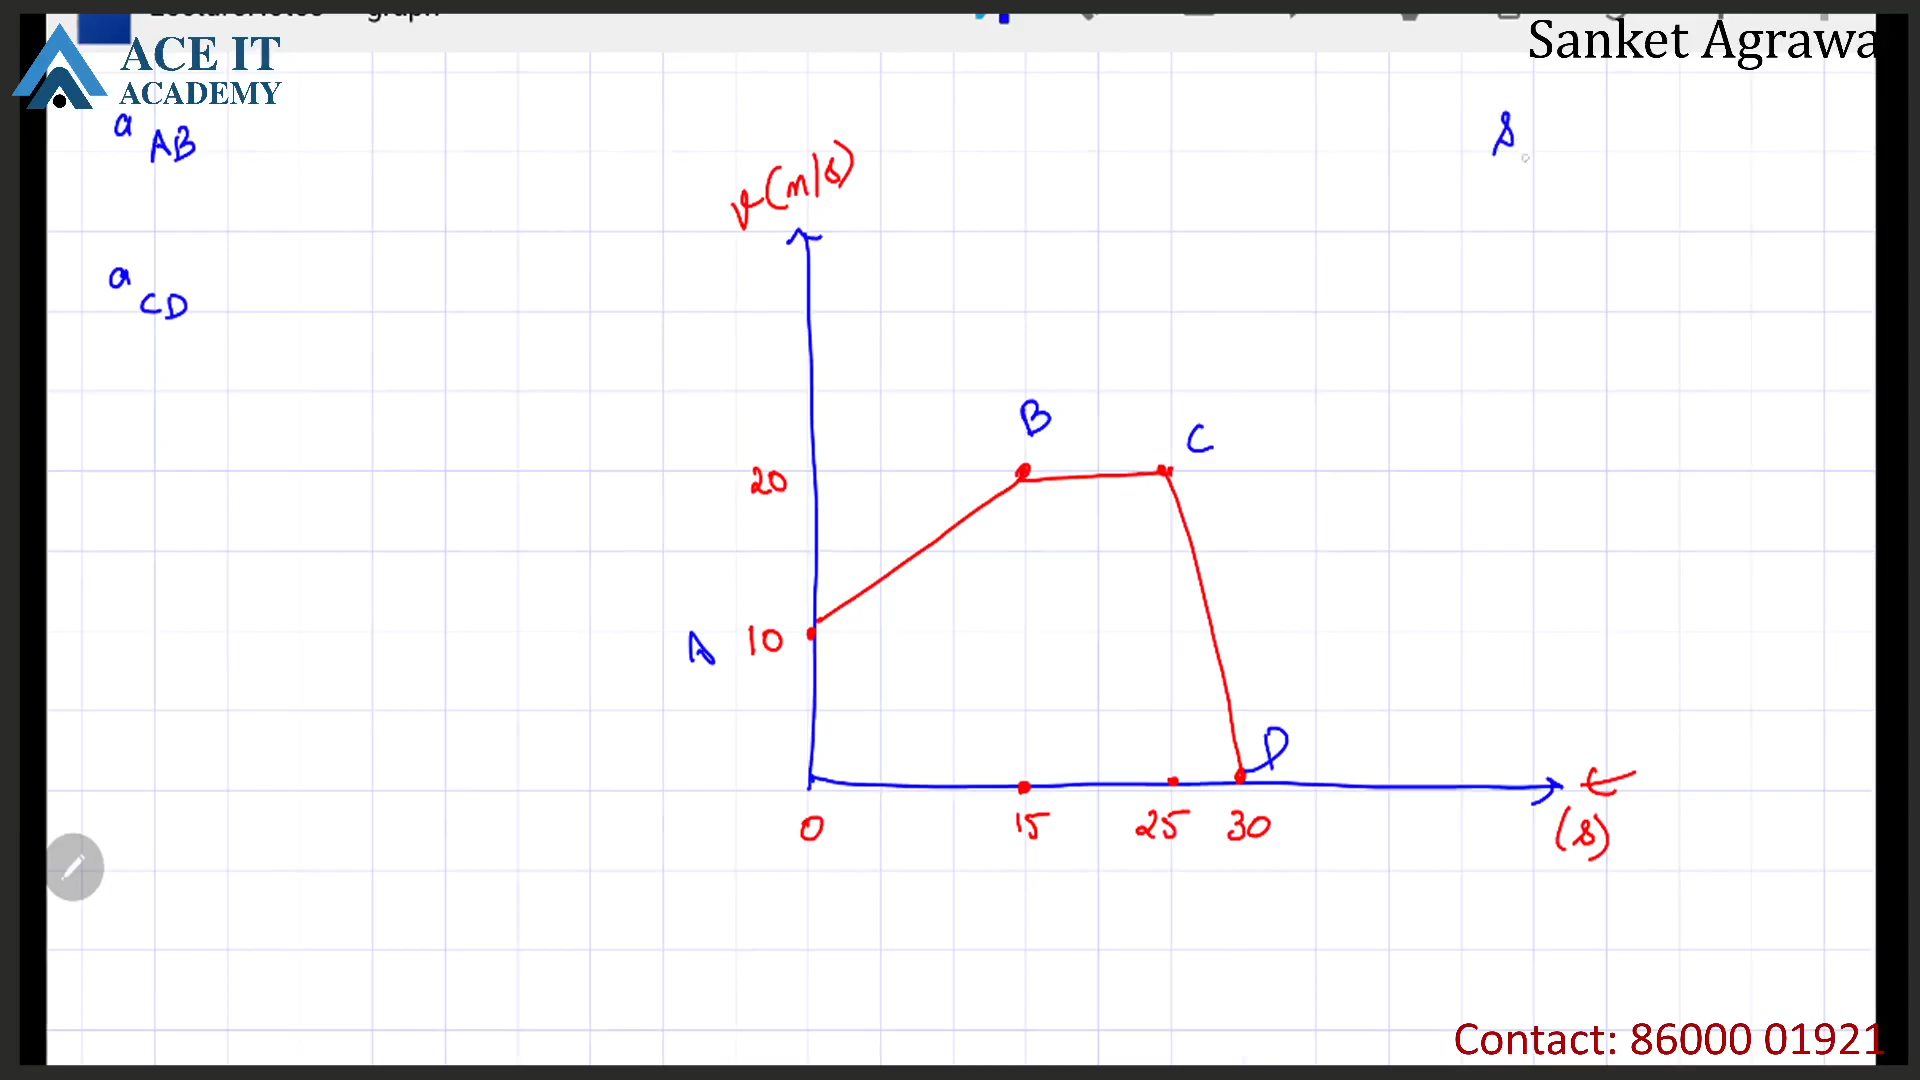 Sanket Agrawa
ACE IT
ACADEMY
a AB
s
v(m/s)
a CD
B
C
20
A 10
D
t
0 15 25 30 (s)
Contact: 86000 01921